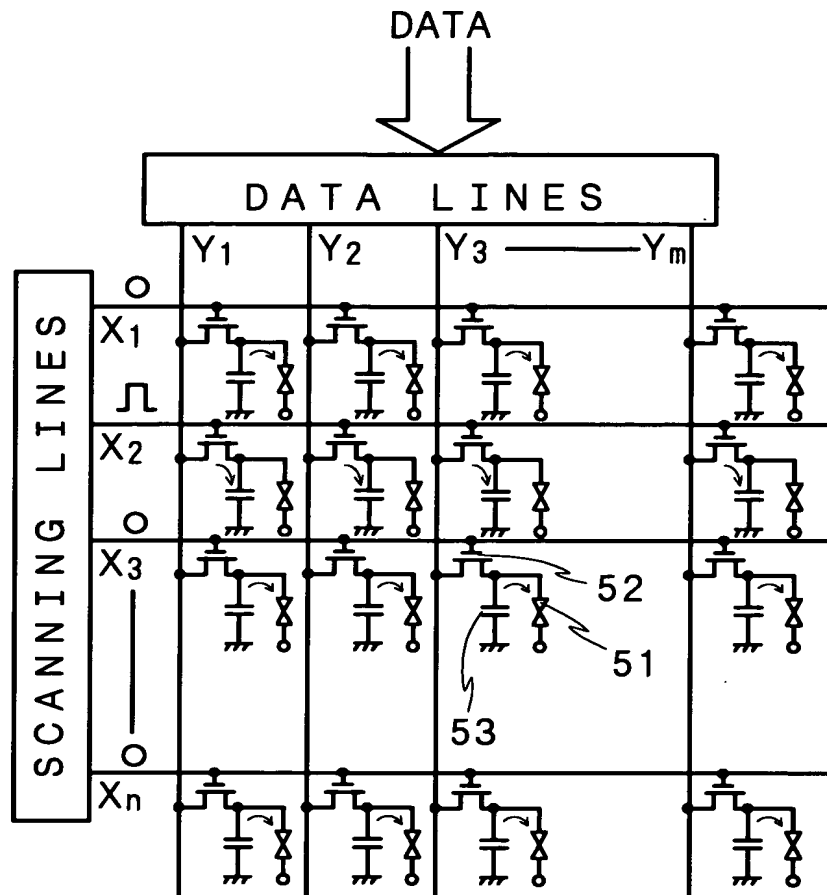 DATA
DATA LINES
Y1 Y2 Y3 Ym
SCANNING LINES
X1
X2
X3
52
51
53
Xn